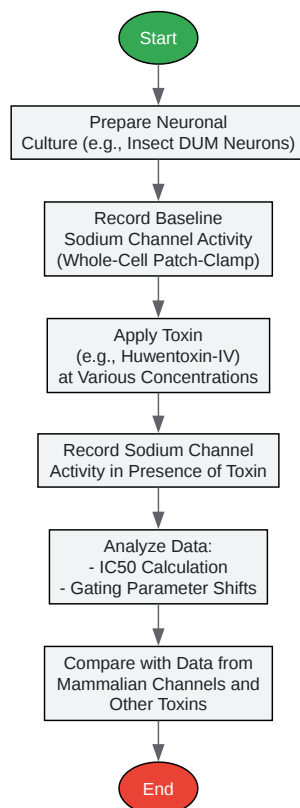 Start
Prepare Neuronal
Culture (e.g., Insect DUM Neurons)
Record Baseline
Sodium Channel Activity
(Whole-Cell Patch-Clamp)
Apply Toxin
(e.g., Huwentoxin-IV)
at Various Concentrations
Record Sodium Channel
Activity in Presence of Toxin
Analyze Data:
- IC50 Calculation
- Gating Parameter Shifts
Compare with Data from
Mammalian Channels and
Other Toxins
End